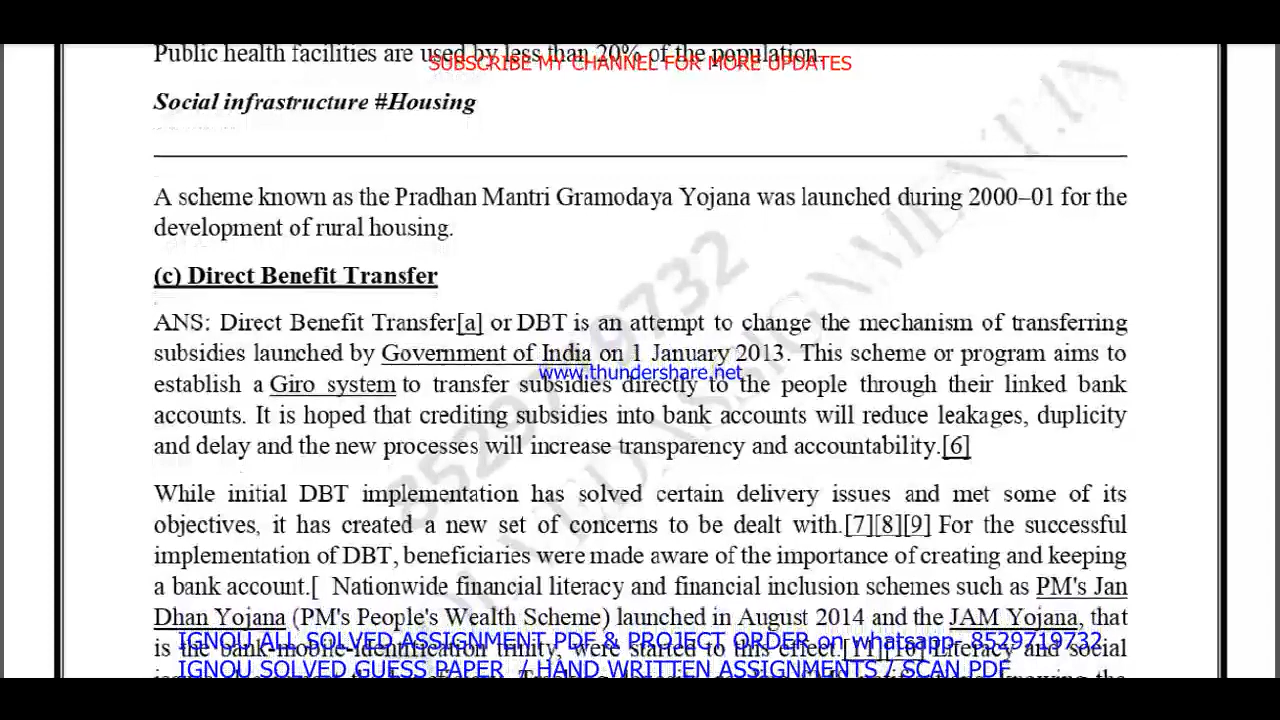 Public health facilities are used by less than 20% of the population.
SUBSCRIBE MY CHANNEL FOR MORE UPDATES
Social infrastructure #Housing
A scheme known as the Pradhan Mantri Gramodaya Yojana was launched during 2000–01 for the
development of rural housing.
(c) Direct Benefit Transfer
ANS: Direct Benefit Transfer[a] or DBT is an attempt to change the mechanism of transferring
subsidies launched by Government of India on 1 January 2013. This scheme or program aims to
www.thundershare.net
establish a Giro system to transfer subsidies directly to the people through their linked bank
accounts. It is hoped that crediting subsidies into bank accounts will reduce leakages, duplicity
and delay and the new processes will increase transparency and accountability.[6]
8529719732
While initial DBT implementation has solved certain delivery issues and met some of its
objectives, it has created a new set of concerns to be dealt with.[7][8][9] For the successful
implementation of DBT, beneficiaries were made aware of the importance of creating and keeping
a bank account.[ Nationwide financial literacy and financial inclusion schemes such as PM's Jan
Dhan Yojana (PM's People's Wealth Scheme) launched in August 2014 and the JAM Yojana, that
IGNOU ALL SOLVED ASSIGNMENT PDF & PROJECT ORDER on whatsapp- 8529719732
is the bank-mobile-identification trinity, were started to this effect.[11][10] Literacy and social
IGNOU SOLVED GUESS PAPER / HAND WRITTEN ASSIGNMENTS / SCAN PDF